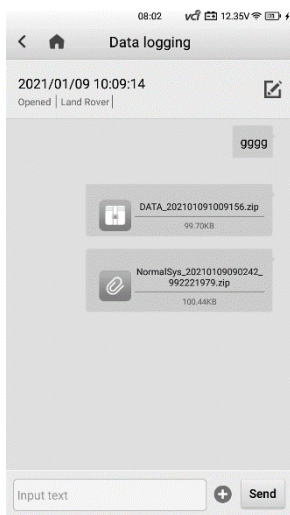 08:02 VCI 12.35V
Data logging
2021/01/09 10:09:14
Opened | Land Rover |
gggg
DATA_202101091009156.zip
99.70KB
NormalSys_20210109090242_
992221979.zip
100.44KB
Input text
Send